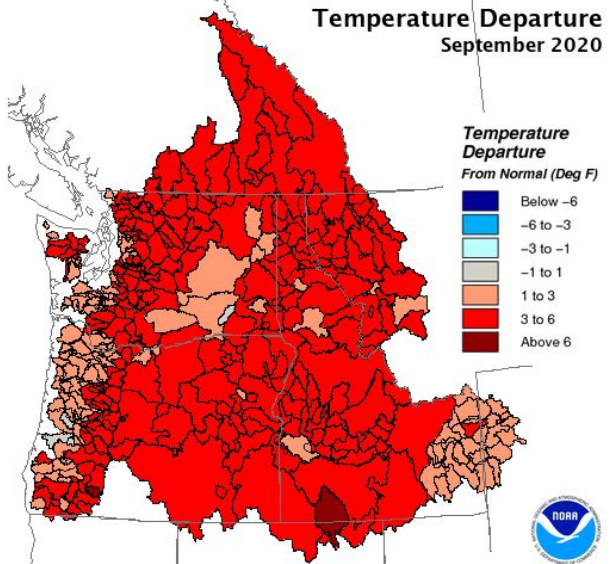 Temperature Departure
September 2020
Temperature
Departure
From Normal (Deg F)
Below -6
-6 to -3
-3 to -1
-1 to 1
1 to 3
3 to 6
Above 6
NOAA